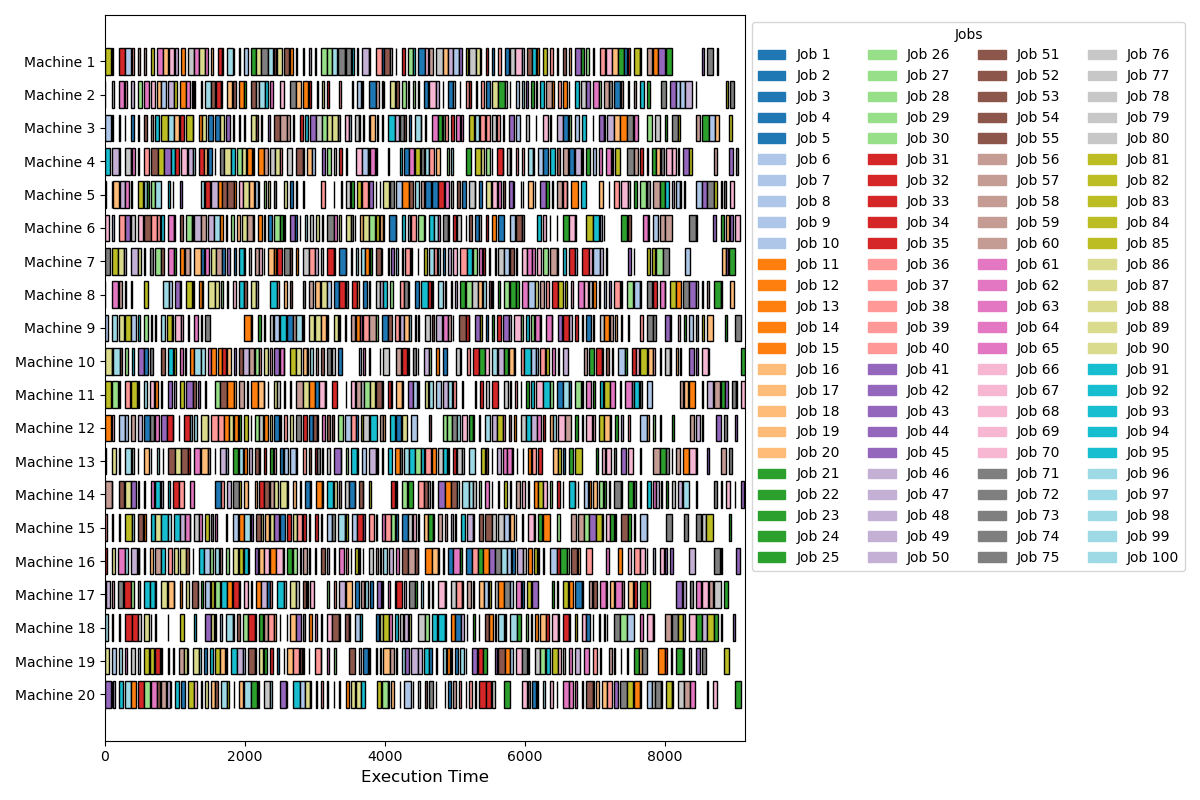 Machine 1
Machine 2
Machine 3
Machine 4
Machine 5
Machine 6
Machine 7
Machine 8
Machine 9
Machine 10
Machine 11
Machine 12
Machine 13
Machine 14
Machine 15
Machine 16
Machine 17
Machine 18
Machine 19
Machine 20
0 2000 4000 6000 8000
Execution Time
Jobs
Job 1 Job 26 Job 51 Job 76
Job 2 Job 27 Job 52 Job 77
Job 3 Job 28 Job 53 Job 78
Job 4 Job 29 Job 54 Job 79
Job 5 Job 30 Job 55 Job 80
Job 6 Job 31 Job 56 Job 81
Job 7 Job 32 Job 57 Job 82
Job 8 Job 33 Job 58 Job 83
Job 9 Job 34 Job 59 Job 84
Job 10 Job 35 Job 60 Job 85
Job 11 Job 36 Job 61 Job 86
Job 12 Job 37 Job 62 Job 87
Job 13 Job 38 Job 63 Job 88
Job 14 Job 39 Job 64 Job 89
Job 15 Job 40 Job 65 Job 90
Job 16 Job 41 Job 66 Job 91
Job 17 Job 42 Job 67 Job 92
Job 18 Job 43 Job 68 Job 93
Job 19 Job 44 Job 69 Job 94
Job 20 Job 45 Job 70 Job 95
Job 21 Job 46 Job 71 Job 96
Job 22 Job 47 Job 72 Job 97
Job 23 Job 48 Job 73 Job 98
Job 24 Job 49 Job 74 Job 99
Job 25 Job 50 Job 75 Job 100